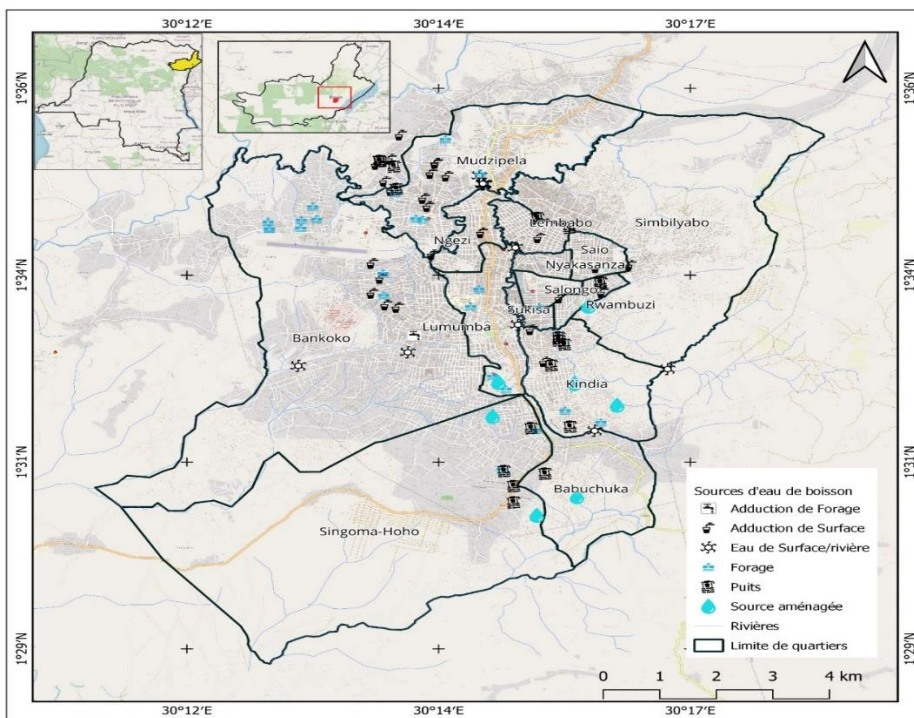 30°12'E 30°14'E 30°17'E
1°36'N 1°36'N
Mudzipela
Lembabo Simbilyabo
Ngezi Saio
1°34'N Nyakasanza 1°34'N
Salongo
Rwambuzi
Sukisa
Lumumba
Bankoko
Kindia
1°31'N 1°31'N
Babuchuka
Singoma-Hoho
Sources d'eau de boisson
Adduction de Forage
Adduction de Surface
Eau de Surface/rivière
Forage
Puits
Source aménagée
Rivières
Limite de quartiers
1°29'N 1°29'N
0 1 2 3 4 km
30°12'E 30°14'E 30°17'E